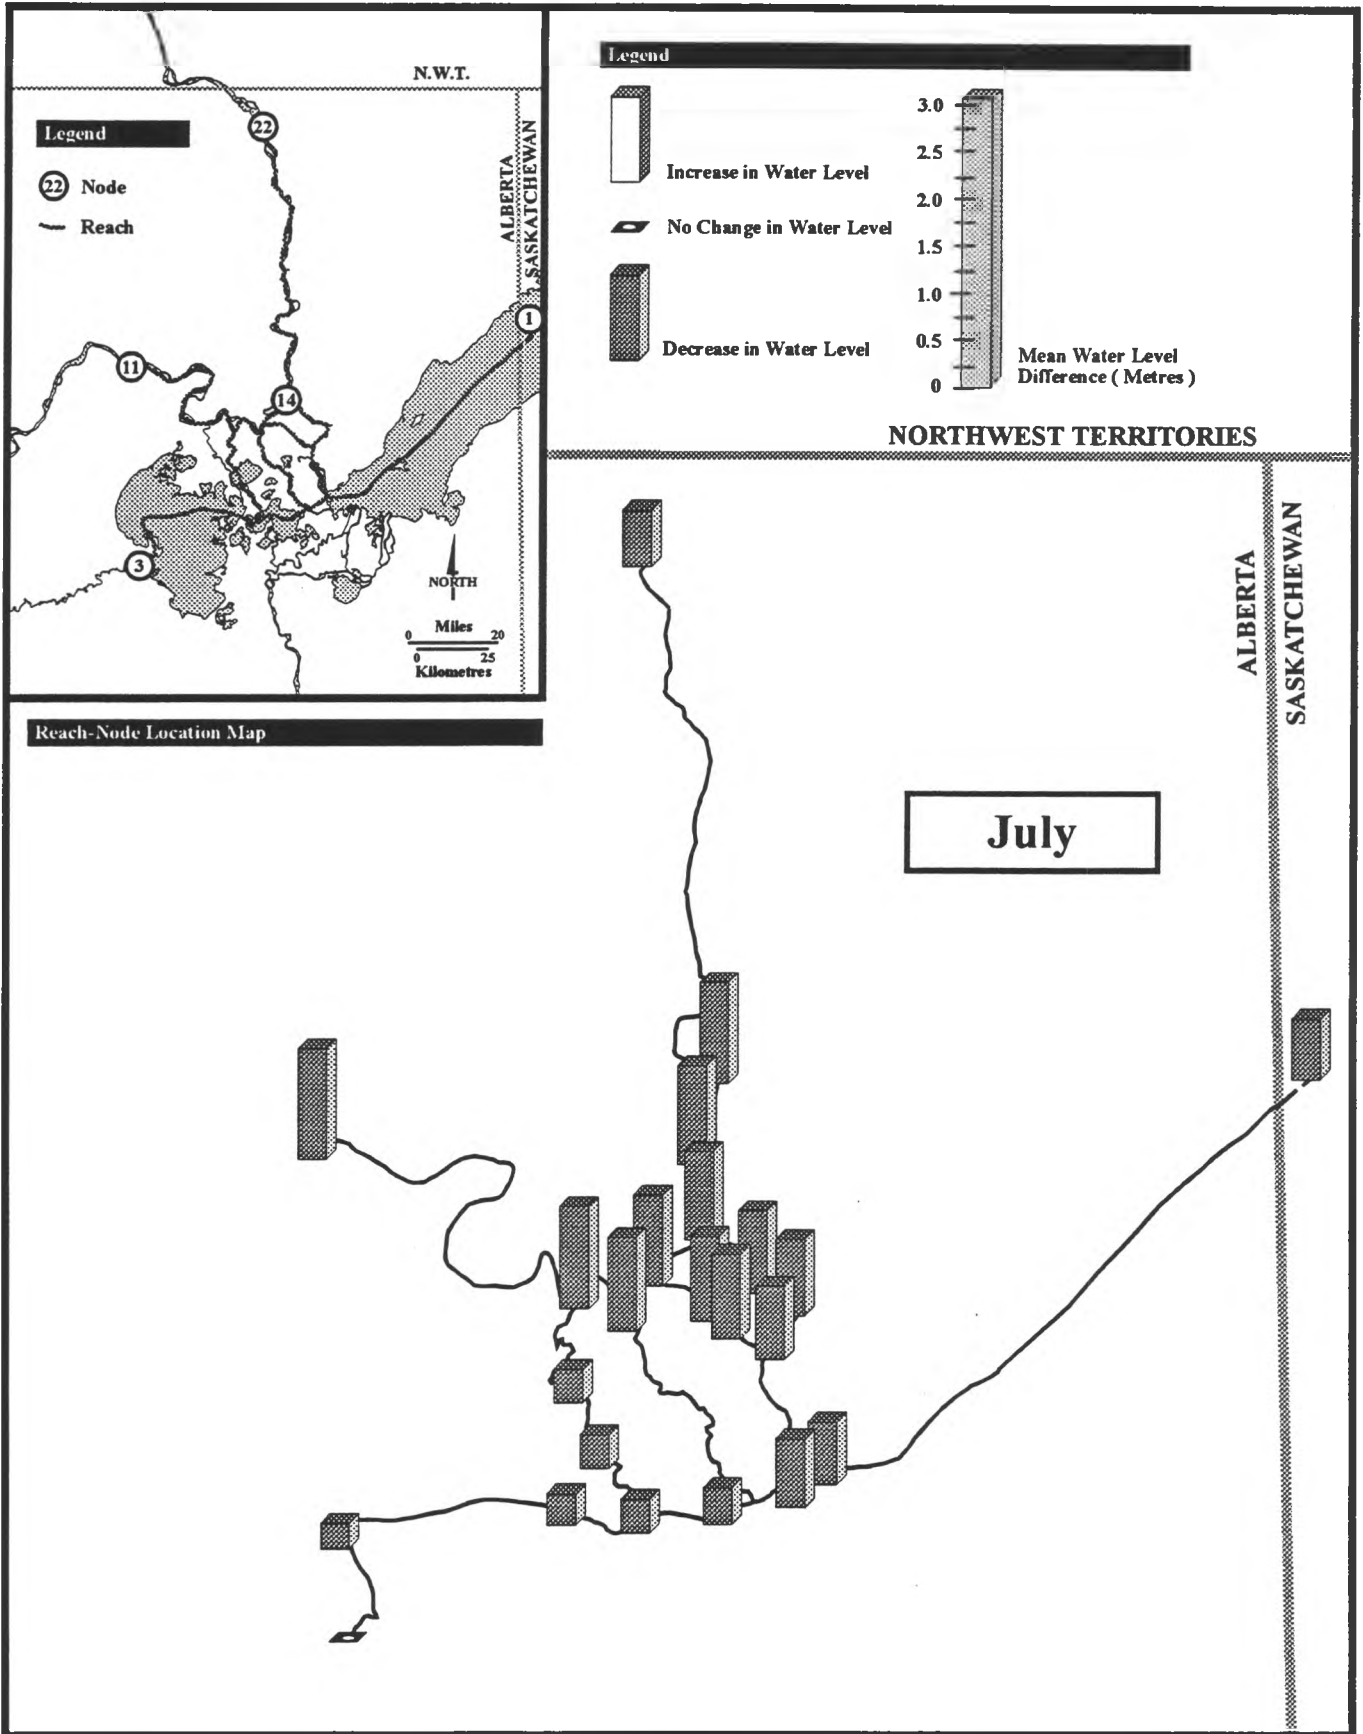 N.W.T.
Legend
22
22 Node
Reach
ALBERTA
SASKATCHEWAN
1
11
14
3
NORTH
Miles
0 20
0 25
Kilometres
Reach-Node Location Map
Legend
Increase in Water Level
No Change in Water Level
Decrease in Water Level
3.0
2.5
2.0
1.5
1.0
0.5
0
Mean Water Level
Difference ( Metres )
NORTHWEST TERRITORIES
ALBERTA
SASKATCHEWAN
July